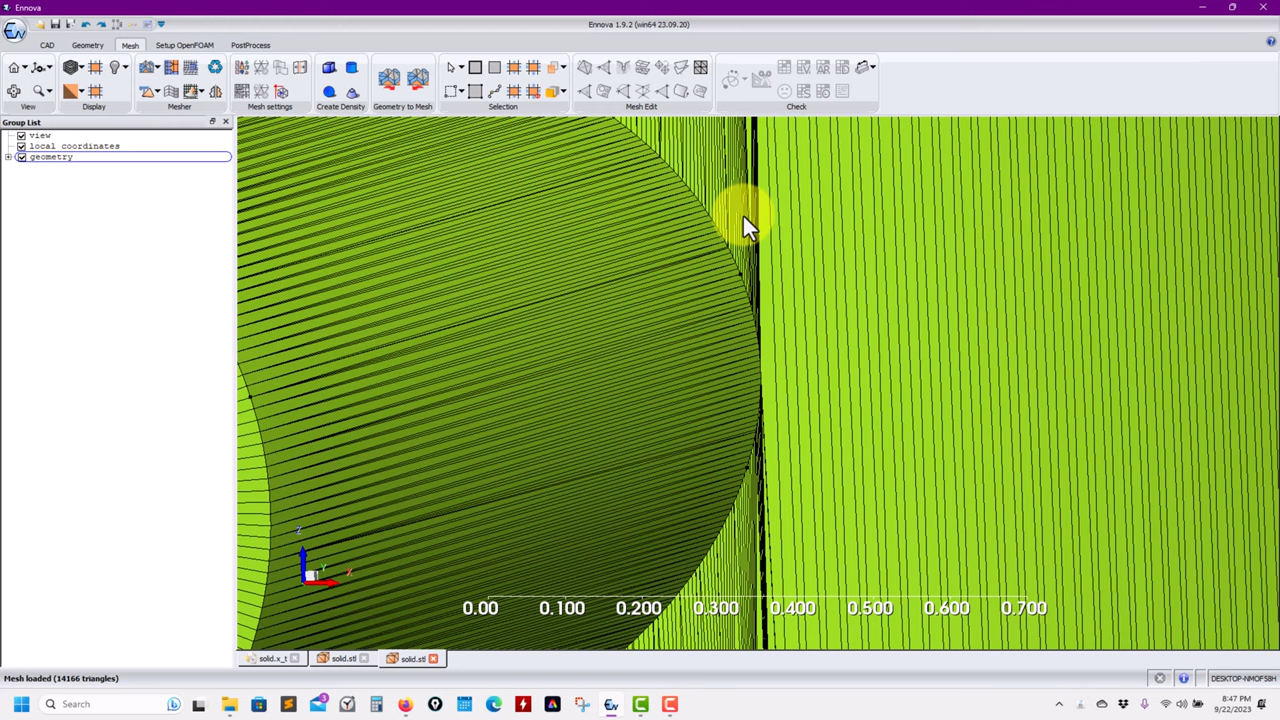 Ennova
Ennova 1.9.2 (win64 23.09.20)
CAD Geometry Mesh Setup OpenFOAM PostProcess
View Display Mesher Mesh settings Create Density Geometry to Mesh Selection Mesh Edit Check
Group List
view
local coordinates
geometry
Z
Y
X
0.00 0.100 0.200 0.300 0.400 0.500 0.600 0.700
solid.x_t solid.stl solid.stl
Mesh loaded (14166 triangles)
DESKTOP-NMOF58H
Search
3
8:47 PM
9/22/2023